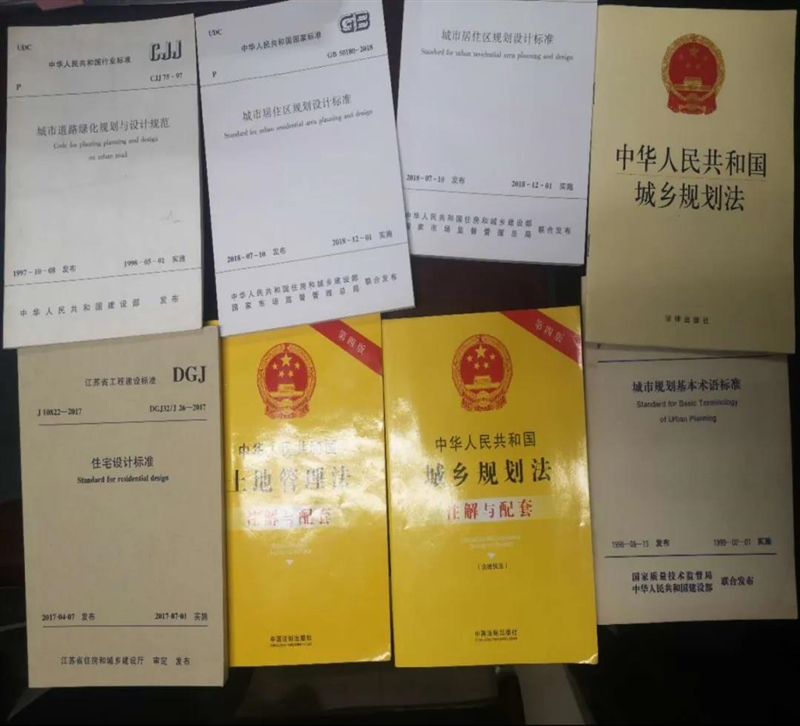 UDC
中华人民共和国行业标准
CJJ
P
CJJ 75-97
城市道路绿化规划与设计规范
Code for planting planning and design
on urban road
1997-10-08 发布
1998-05-01 实施
中华人民共和国建设部 发布
UDC
中华人民共和国国家标准
GB
P
GB 50180-2018
城市居住区规划设计标准
Standard for urban residential area planning and design
2018-07-10 发布
2018-12-01 实施
中华人民共和国住房和城乡建设部
国家市场监督管理总局
联合发布
城市居住区规划设计标准
Standard for urban residential area planning and design
2018-07-10 发布
2018-12-01 实施
中华人民共和国住房和城乡建设部
国家市场监督管理总局
联合发布
中华人民共和国
城乡规划法
法律出版社
江苏省工程建设标准
DGJ
J 10822-2017
DGJ32/J 26-2017
住宅设计标准
Standard for residential design
2017-04-07 发布
2017-07-01 实施
江苏省住房和城乡建设厅 审定 发布
第四版
中华人民共和国
土地管理法
注解与配套
中国法制出版社
第四版
中华人民共和国
城乡规划法
注解与配套
（含建筑法）
中国法制出版社
P
城市规划基本术语标准
Standard for Basic Terminology
of Urban Planning
发布
实施
国家质量技术监督局
中华人民共和国建设部
联合发布